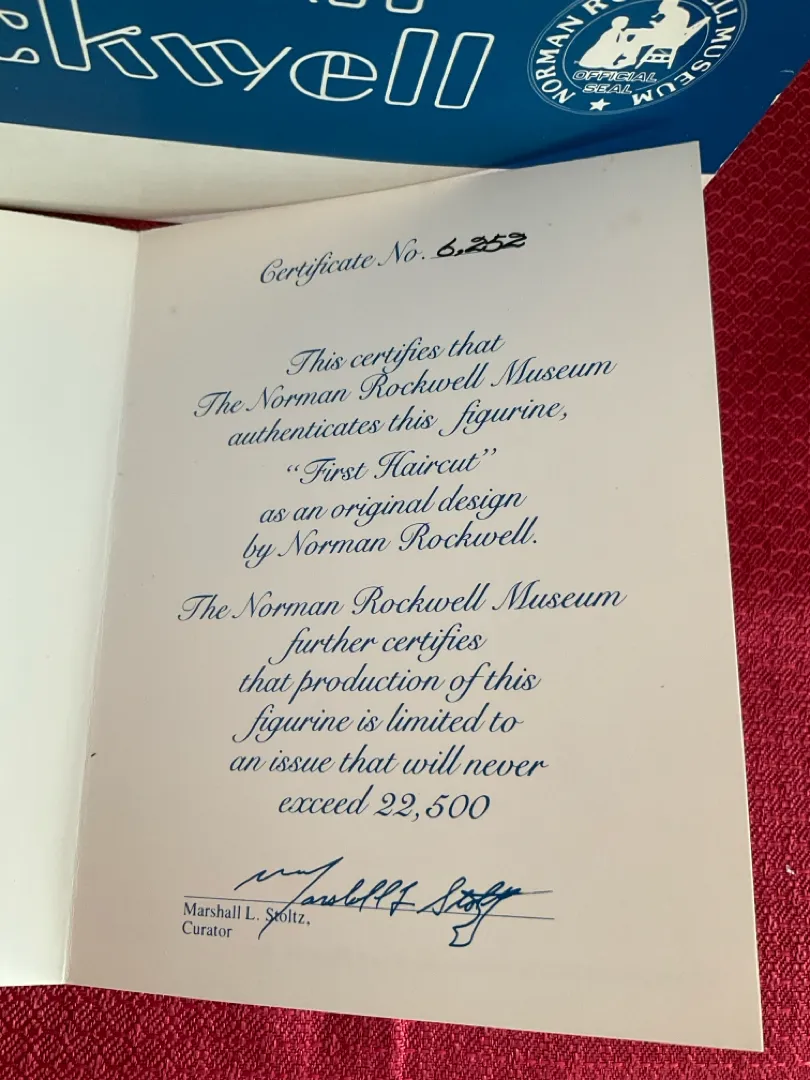 ckwell
NORMAN ROCKWELL MUSEUM
OFFICIAL
SEAL
Certificate No. 6,252
This certifies that
The Norman Rockwell Museum
authenticates this figurine,
“First Haircut”
as an original design
by Norman Rockwell.
The Norman Rockwell Museum
further certifies
that production of this
figurine is limited to
an issue that will never
exceed 22,500
Marshall L Stoltz
Marshall L. Stoltz,
Curator